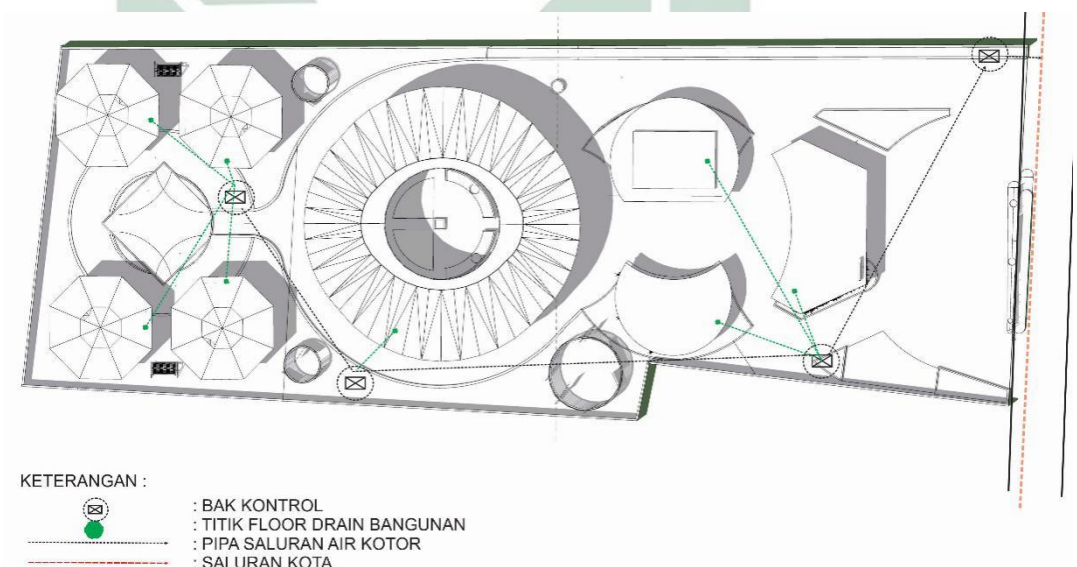 KETERANGAN :
: BAK KONTROL
: TITIK FLOOR DRAIN BANGUNAN
: PIPA SALURAN AIR KOTOR
: SALURAN KOTA